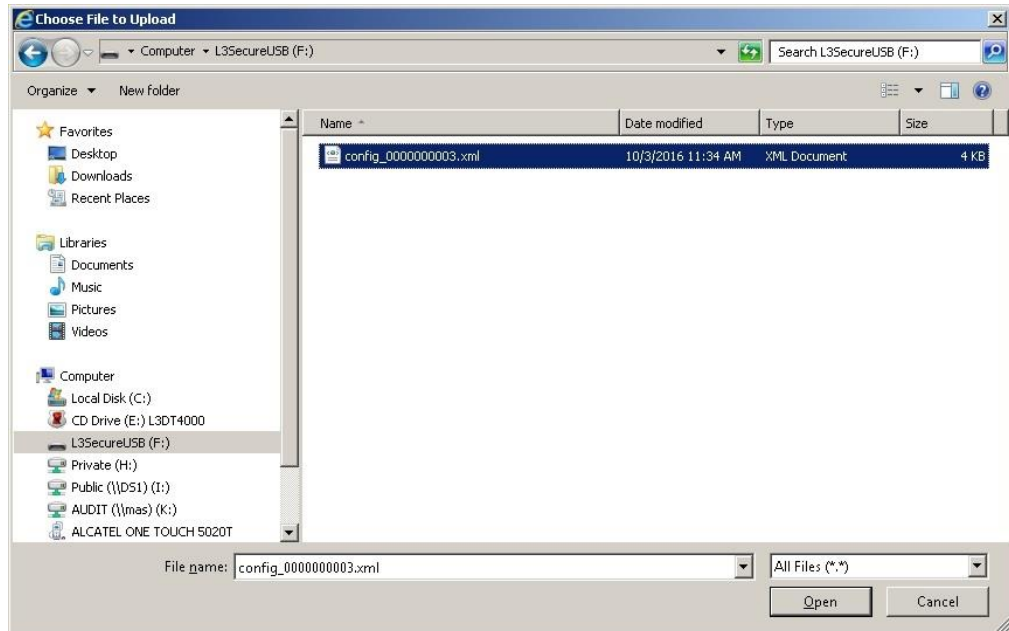 Choose File to Upload
Computer L3SecureUSB (F:)
Search L3SecureUSB (F:)
Organize New folder
Name Date modified Type Size
config_0000000003.xml 10/3/2016 11:34 AM XML Document 4 KB
Favorites
Desktop
Downloads
Recent Places
Libraries
Documents
Music
Pictures
Videos
Computer
Local Disk (C:)
CD Drive (E:) L3DT4000
L3SecureUSB (F:)
Private (H:)
Public (\\DS1) (I:)
AUDIT (\\mas) (K:)
ALCATEL ONE TOUCH 5020T
File name: config_0000000003.xml All Files (*.*)
Open Cancel